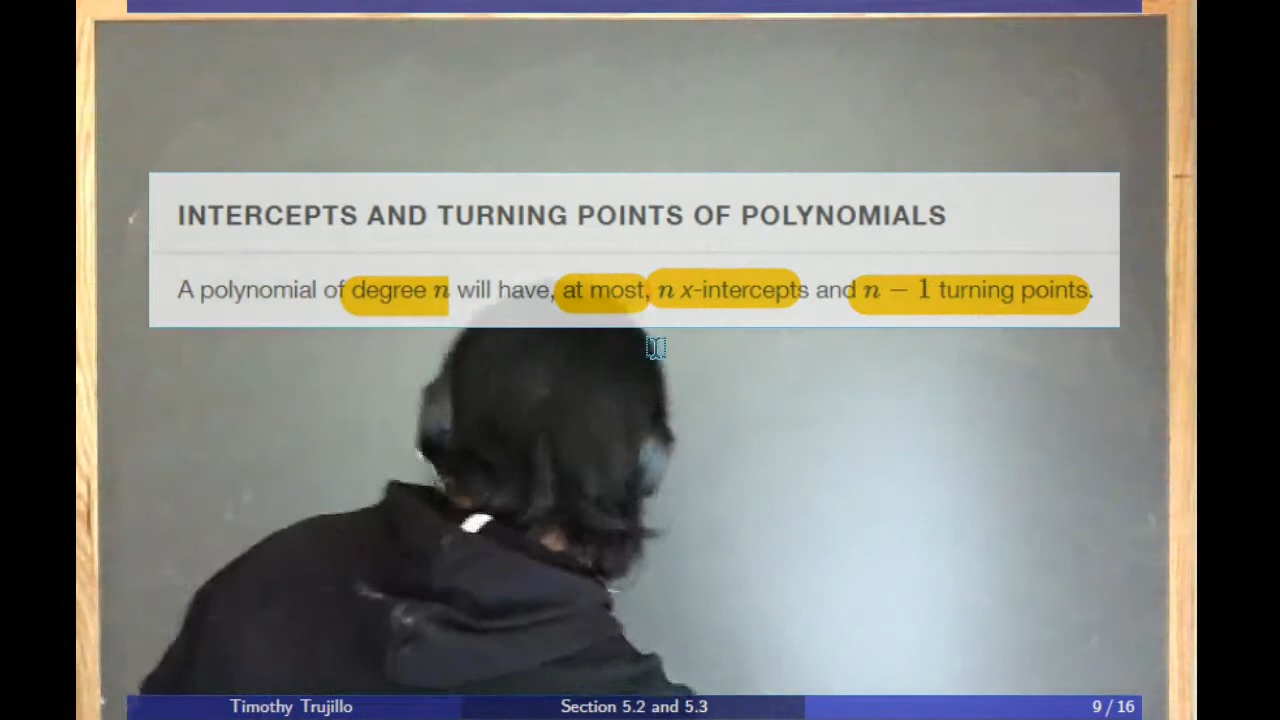 INTERCEPTS AND TURNING POINTS OF POLYNOMIALS
A polynomial of degree n will have, at most, n x-intercepts and n − 1 turning points.
Timothy Trujillo Section 5.2 and 5.3 9 / 16